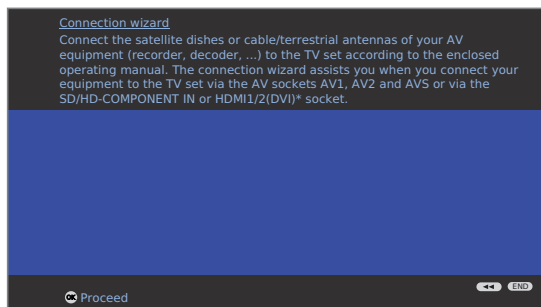 Connection wizard
Connect the satellite dishes or cable/terrestrial antennas of your AV
equipment (recorder, decoder, ...) to the TV set according to the enclosed
operating manual. The connection wizard assists you when you connect your
equipment to the TV set via the AV sockets AV1, AV2 and AVS or via the
SD/HD-COMPONENT IN or HDMI1/2(DVI)* socket.
END
OK Proceed